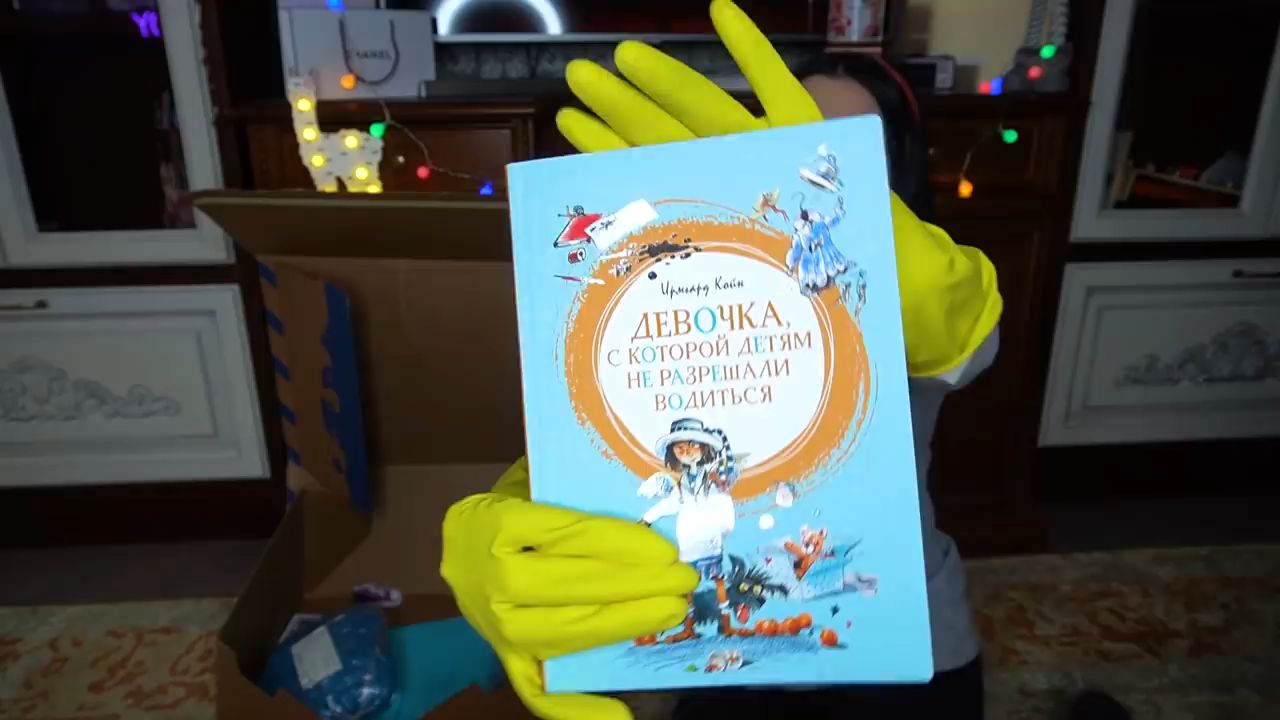 CHANEL
Ирмгард Койн
ДЕВОЧКА,
С КОТОРОЙ ДЕТЯМ
НЕ РАЗРЕШАЛИ
ВОДИТЬСЯ